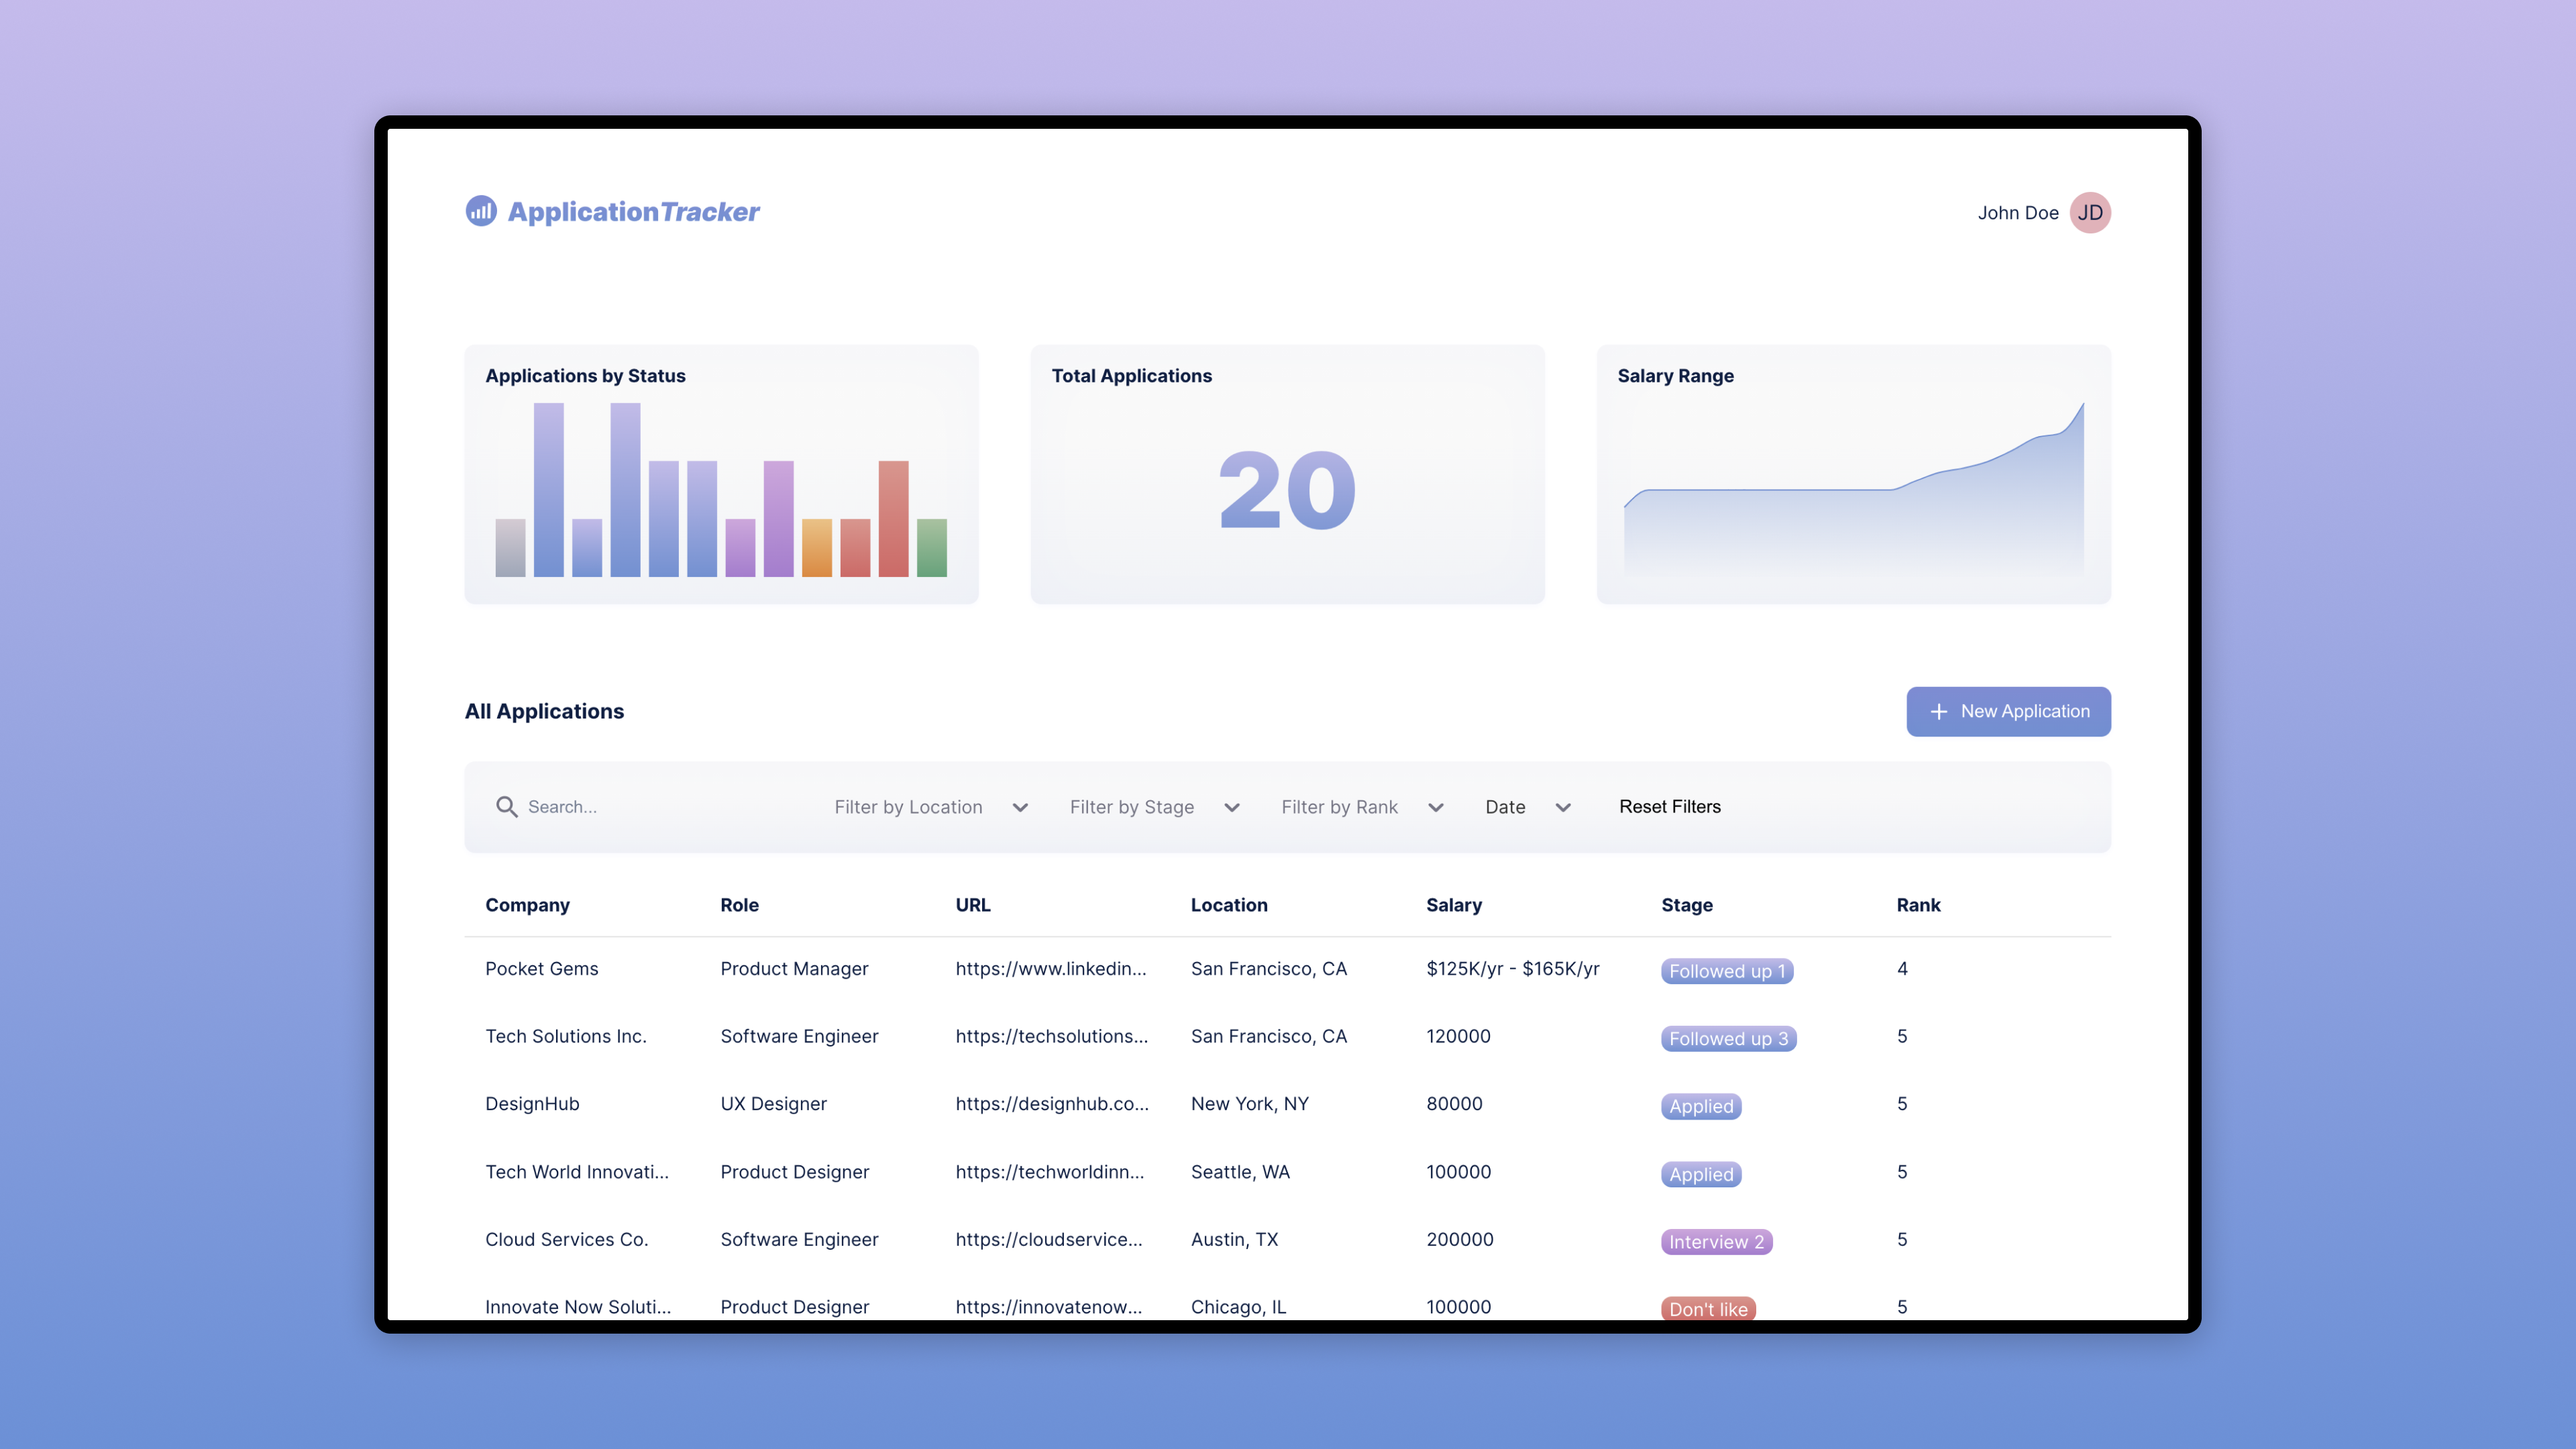 ApplicationTracker
John Doe JD
Applications by Status
Total Applications
Salary Range
20
All Applications
+ New Application
Search...
Filter by Location
Filter by Stage
Filter by Rank
Date
Reset Filters
Company Role URL Location Salary Stage Rank
Pocket Gems Product Manager https://www.linkedin... San Francisco, CA $125K/yr - $165K/yr Followed up 1 4
Tech Solutions Inc. Software Engineer https://techsolutions... San Francisco, CA 120000 Followed up 3 5
DesignHub UX Designer https://designhub.co... New York, NY 80000 Applied 5
Tech World Innovati... Product Designer https://techworldinn... Seattle, WA 100000 Applied 5
Cloud Services Co. Software Engineer https://cloudservice... Austin, TX 200000 Interview 2 5
Innovate Now Soluti... Product Designer https://innovatenow... Chicago, IL 100000 Don't like 5